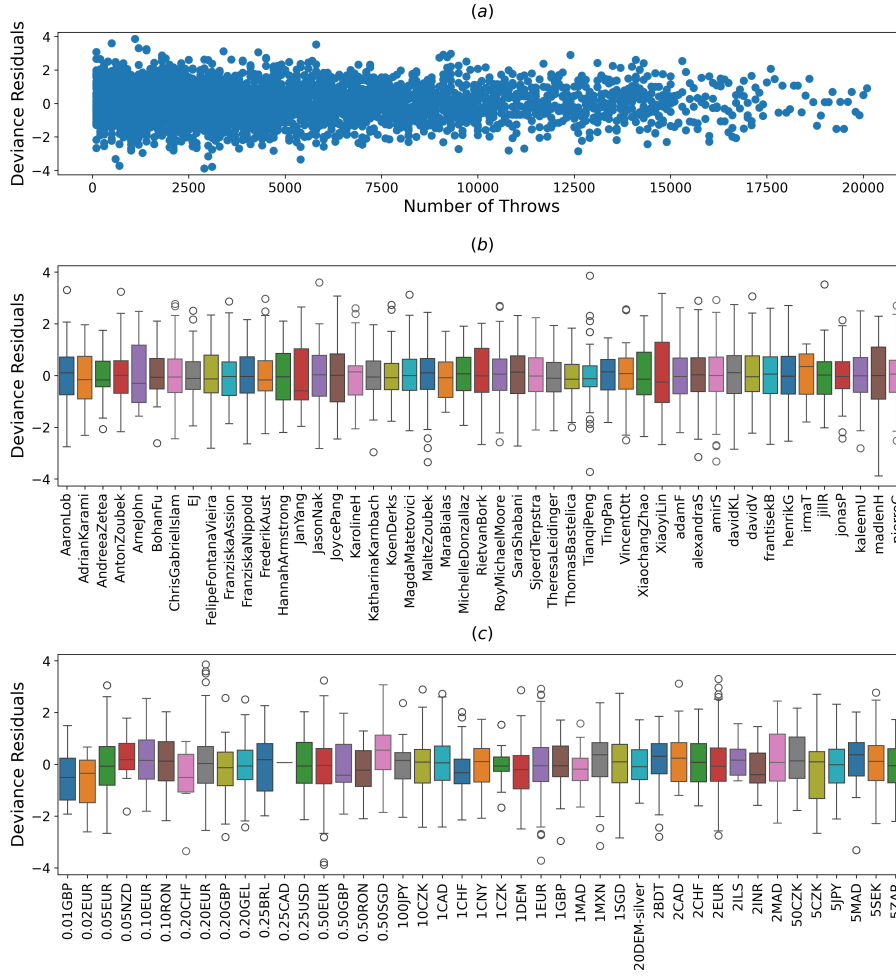 (a)
Deviance Residuals
4
2
0
−2
−4
0 2500 5000 7500 10000 12500 15000 17500 20000
Number of Throws
(b)
Deviance Residuals
4
2
0
−2
−4
AaronLob
AdrianKarami
AndreeaZetea
AntonZoubek
ArneJohn
BohanFu
ChrisGabrielIslam
EJ
FelipeFontanaVieira
FranziskaAssion
FranziskaNippold
FrederikAust
HannahArmstrong
JanYang
JasonNak
JoycePang
KarolineH
KatharinaKarnbach
KoenDerks
MagdaMatetovici
MalteZoubek
MaraBialas
MichelleDonzallaz
RietvanBork
RoyMichaelMoore
SaraShabani
SjoerdTerpstra
TheresaLeidinger
ThomasBastelica
TianqiPeng
TingPan
VincentOtt
XiaochangZhao
XiaoyiLin
adamF
alexandraS
amirS
davidKL
davidV
frantisekB
henrikG
irmaT
jillR
jonasP
kaleemU
madlenH
(c)
Deviance Residuals
4
2
0
−2
−4
0.01GBP
0.02EUR
0.05EUR
0.05NZD
0.10EUR
0.10RON
0.20CHF
0.20EUR
0.20GBP
0.20GEL
0.25BRL
0.25CAD
0.25USD
0.50EUR
0.50GBP
0.50RON
0.50SGD
100JPY
10CZK
1CAD
1CHF
1CNY
1CZK
1DEM
1EUR
1GBP
1MAD
1MXN
1SGD
20DEM-silver
2BDT
2CAD
2CHF
2EUR
2ILS
2INR
2MAD
50CZK
5CZK
5JPY
5MAD
5SEK
5ZAR